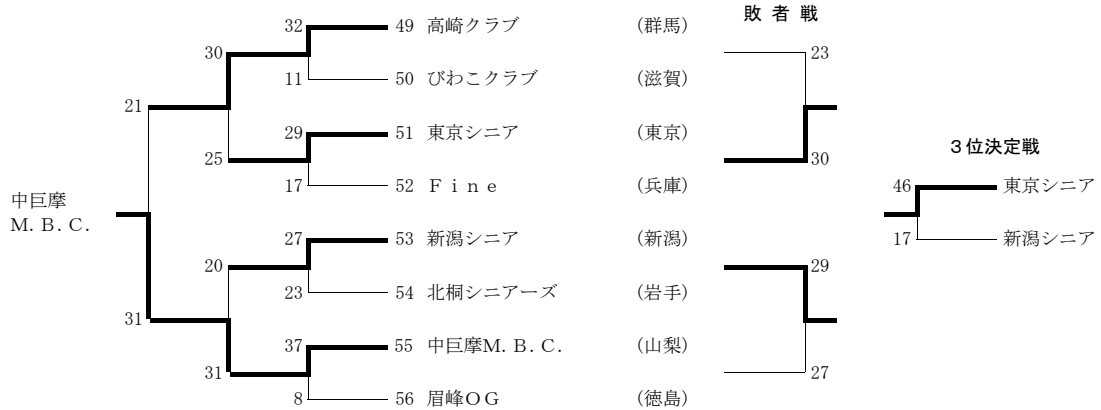 敗 者 戦
32 49 高崎クラブ (群馬)
30 23
11 50 びわこクラブ (滋賀)
21
29 51 東京シニア (東京)
25 30
3位決定戦
17 52 Fine (兵庫)
46 東京シニア
中巨摩
M.B.C.
27 53 新潟シニア (新潟)
17 新潟シニア
20 29
23 54 北桐シニアーズ (岩手)
31
37 55 中巨摩M.B.C. (山梨)
31 27
8 56 眉峰OG (徳島)